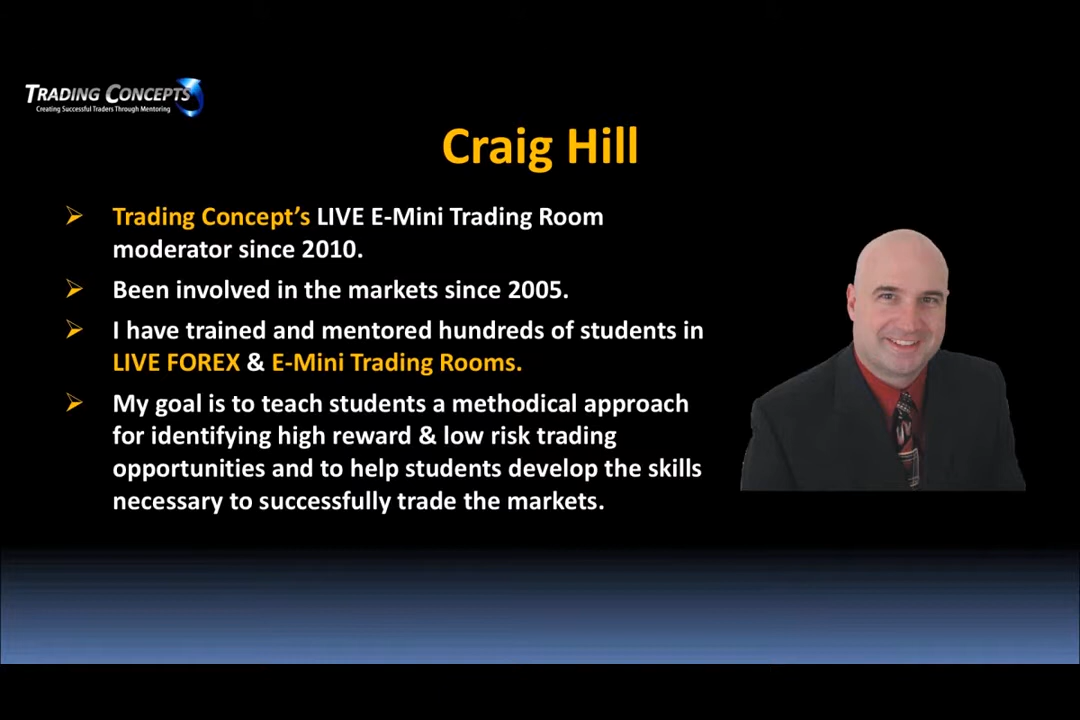 TRADING CONCEPTS
Creating Successful Traders Through Mentoring
Craig Hill
Trading Concept's LIVE E-Mini Trading Room
moderator since 2010.
Been involved in the markets since 2005.
I have trained and mentored hundreds of students in
LIVE FOREX & E-Mini Trading Rooms.
My goal is to teach students a methodical approach
for identifying high reward & low risk trading
opportunities and to help students develop the skills
necessary to successfully trade the markets.